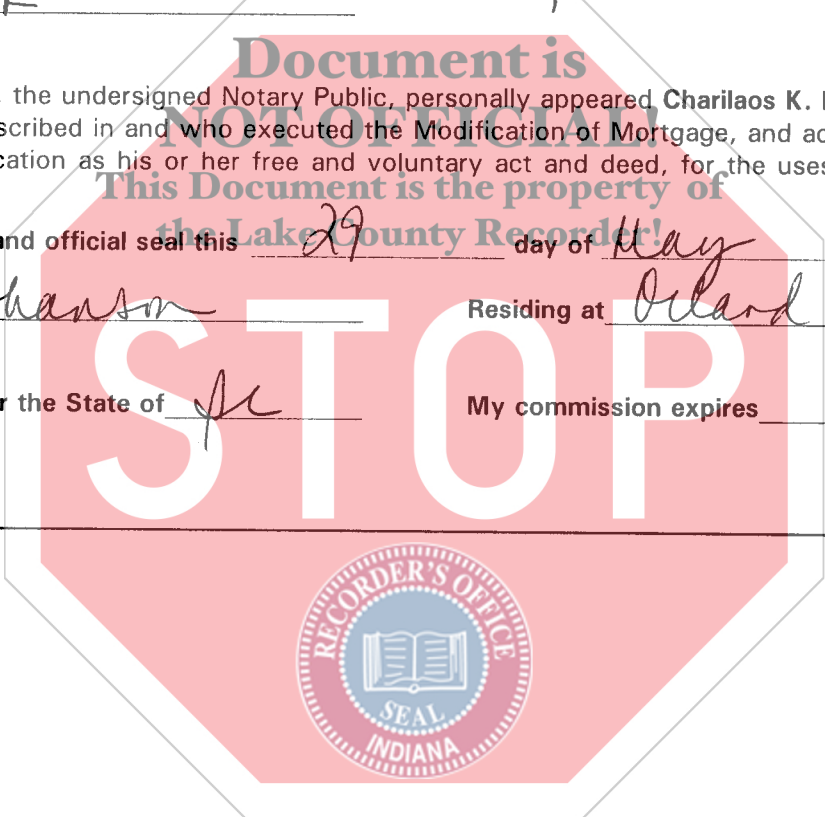 Document is
the undersigned Notary Public, personally appeared Charilaos K.
NOT OFFICIAL!
scribed in and who executed the Modification of Mortgage, and ac
cation as his or her free and voluntary act and deed, for the uses
This Document is the property of
the Lake County Recorder!
nd official seal this 29 day of May
hanson Residing at Orland
r the State of My commission expires
STOP
RECORDER'S OFFICE
SEAL
INDIANA